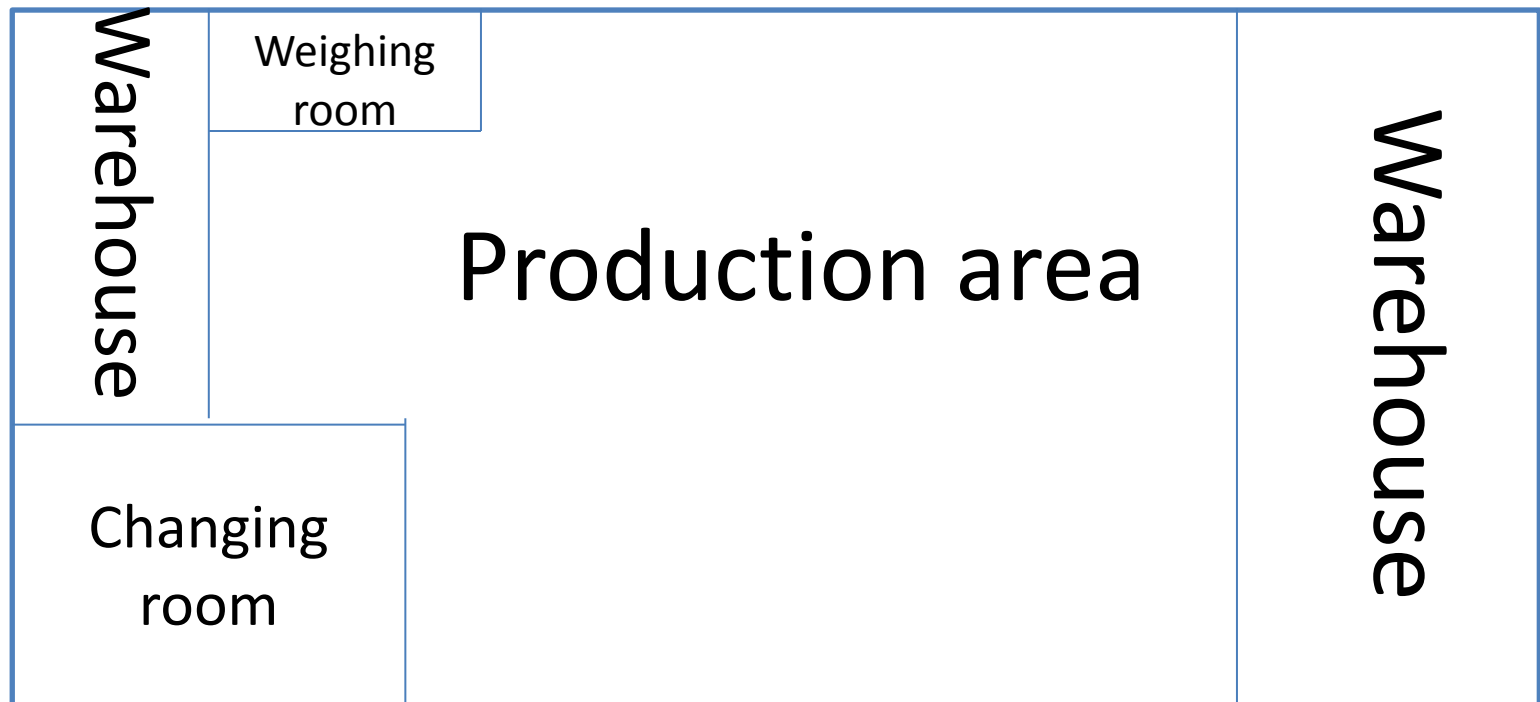 Warehouse
Weighing
room
Production area
Warehouse
Changing
room